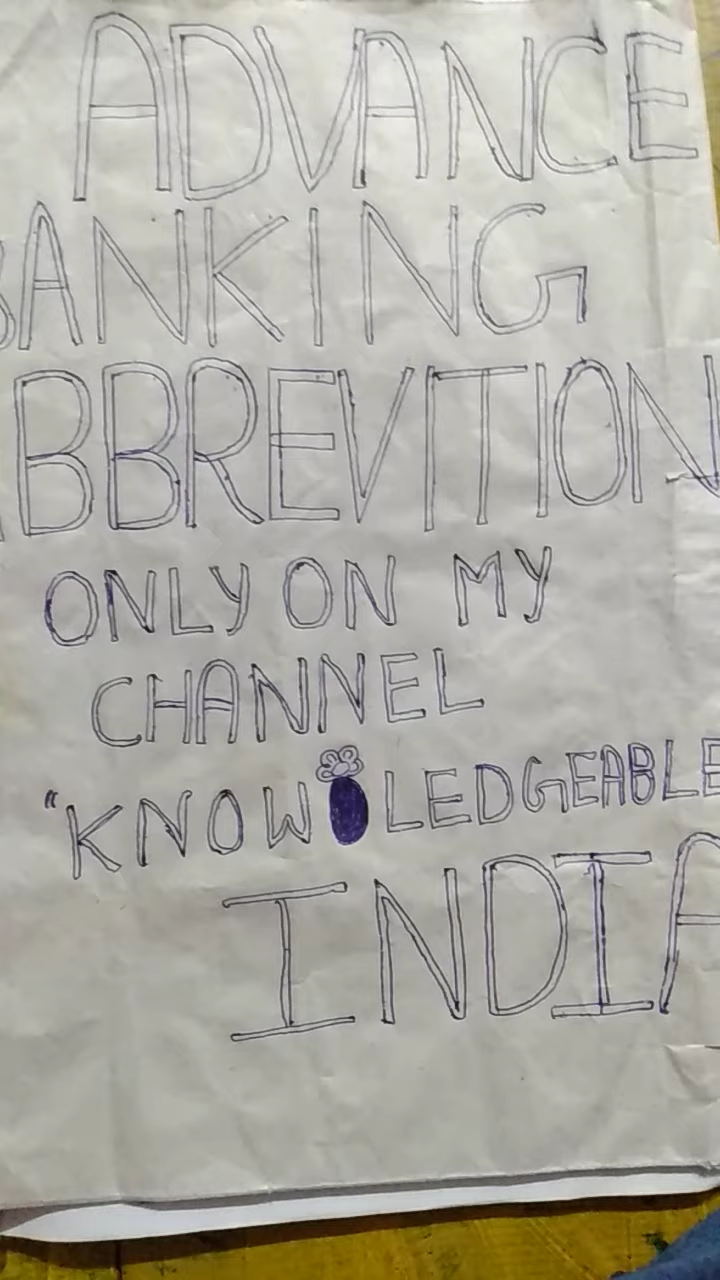 ADVANCE
BANKING
ABBREVITION
ONLY ON MY
CHANNEL
"KNOWLEDGEABLE
INDIA